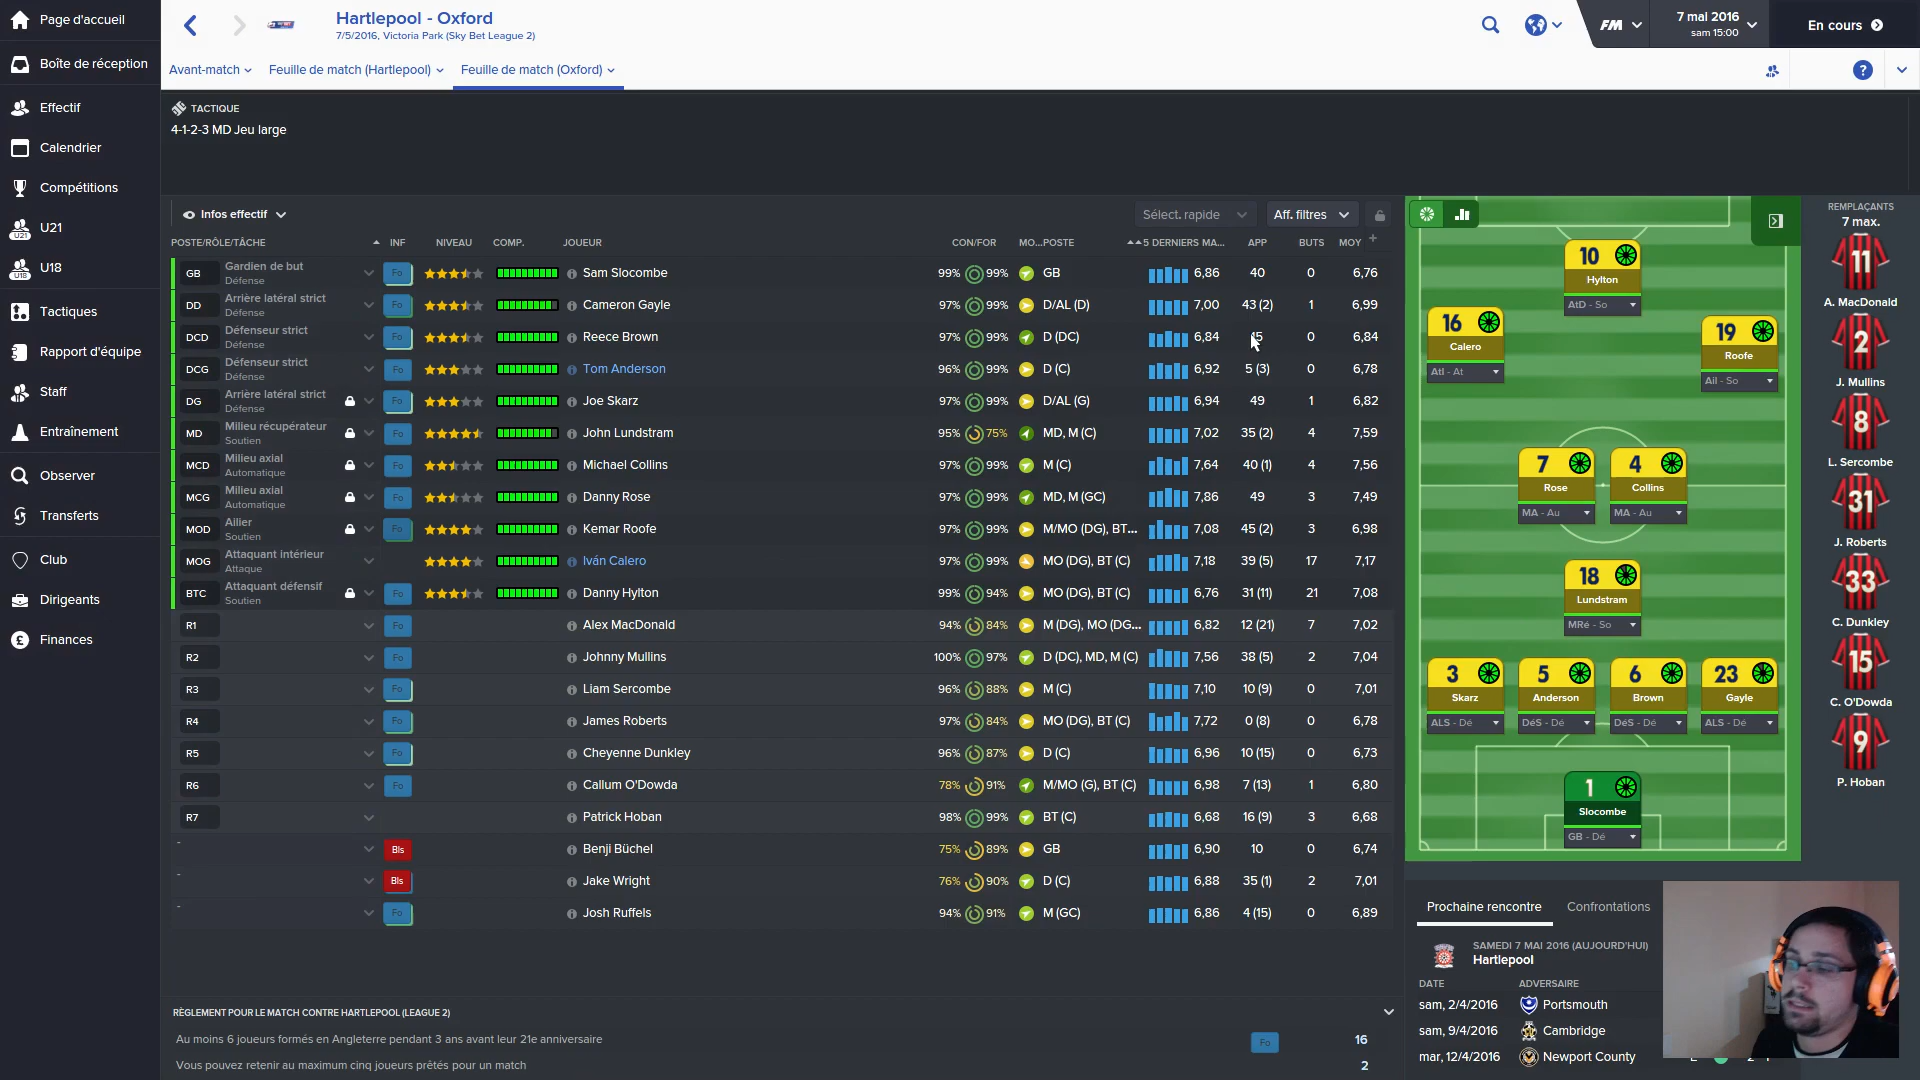 Page d'accueil
Boîte de réception
Effectif
Calendrier
Compétitions
U21
U18
Tactiques
Rapport d'équipe
Staff
Entraînement
Observer
Transferts
Club
Dirigeants
Finances
Hartlepool - Oxford
7/5/2016, Victoria Park (Sky Bet League 2)
FM
7 mai 2016
sam 15:00
En cours
Avant-match
Feuille de match (Hartlepool)
Feuille de match (Oxford)
TACTIQUE
4-1-2-3 MD Jeu large
Infos effectif
Sélect. rapide
Aff. filtres
POSTE/RÔLE/TÂCHE INF NIVEAU COMP. JOUEUR CON/FOR MO... POSTE 5 DERNIERS MA... APP BUTS MOY
GB Gardien de but Défense Fo Sam Slocombe 99% 99% GB 6,86 40 0 6,76
DD Arrière latéral strict Défense Fo Cameron Gayle 97% 99% D/AL (D) 7,00 43 (2) 1 6,99
DCD Défenseur strict Défense Fo Reece Brown 97% 99% D (DC) 6,84 0 6,84
DCG Défenseur strict Défense Fo Tom Anderson 96% 99% D (C) 6,92 5 (3) 0 6,78
DG Arrière latéral strict Défense Fo Joe Skarz 97% 99% D/AL (G) 6,94 49 1 6,82
MD Milieu récupérateur Soutien Fo John Lundstram 95% 75% MD, M (C) 7,02 35 (2) 4 7,59
MCD Milieu axial Automatique Fo Michael Collins 97% 99% M (C) 7,64 40 (1) 4 7,56
MCG Milieu axial Automatique Fo Danny Rose 97% 99% MD, M (GC) 7,86 49 3 7,49
MOD Ailier Soutien Fo Kemar Roofe 97% 99% M/MO (DG), BT... 7,08 45 (2) 3 6,98
MOG Attaquant intérieur Attaque Iván Calero 97% 99% MO (DG), BT (C) 7,18 39 (5) 17 7,17
BTC Attaquant défensif Soutien Fo Danny Hylton 99% 94% MO (DG), BT (C) 6,76 31 (11) 21 7,08
R1 Fo Alex MacDonald 94% 84% M (DG), MO (DG... 6,82 12 (21) 7 7,02
R2 Fo Johnny Mullins 100% 97% D (DC), MD, M (C) 7,56 38 (5) 2 7,04
R3 Fo Liam Sercombe 96% 88% M (C) 7,10 10 (9) 0 7,01
R4 Fo James Roberts 97% 84% MO (DG), BT (C) 7,72 0 (8) 0 6,78
R5 Fo Cheyenne Dunkley 96% 87% D (C) 6,96 10 (15) 0 6,73
R6 Fo Callum O'Dowda 78% 91% M/MO (G), BT (C) 6,98 7 (13) 1 6,80
R7 Patrick Hoban 98% 99% BT (C) 6,68 16 (9) 3 6,68
- Bls Benji Büchel 75% 89% GB 6,90 10 0 6,74
- Bls Jake Wright 76% 90% D (C) 6,88 35 (1) 2 7,01
- Fo Josh Ruffels 94% 91% M (GC) 6,86 4 (15) 0 6,89
RÈGLEMENT POUR LE MATCH CONTRE HARTLEPOOL (LEAGUE 2)
Au moins 6 joueurs formés en Angleterre pendant 3 ans avant leur 21e anniversaire Fo 16
Vous pouvez retenir au maximum cinq joueurs prêtés pour un match 2
10
Hylton
AtD - So
16
Calero
AtI - At
19
Roofe
Ail - So
7
Rose
MA - Au
4
Collins
MA - Au
18
Lundstram
MRé - So
3
Skarz
ALS - Dé
5
Anderson
DéS - Dé
6
Brown
DéS - Dé
23
Gayle
ALS - Dé
1
Slocombe
GB - Dé
REMPLAÇANTS
7 max.
11
A. MacDonald
2
J. Mullins
8
L. Sercombe
31
J. Roberts
33
C. Dunkley
15
C. O'Dowda
9
P. Hoban
Prochaine rencontre
Confrontations
SAMEDI 7 MAI 2016 (AUJOURD'HUI)
Hartlepool
DATE ADVERSAIRE
sam, 2/4/2016 Portsmouth
sam, 9/4/2016 Cambridge
mar, 12/4/2016 Newport County